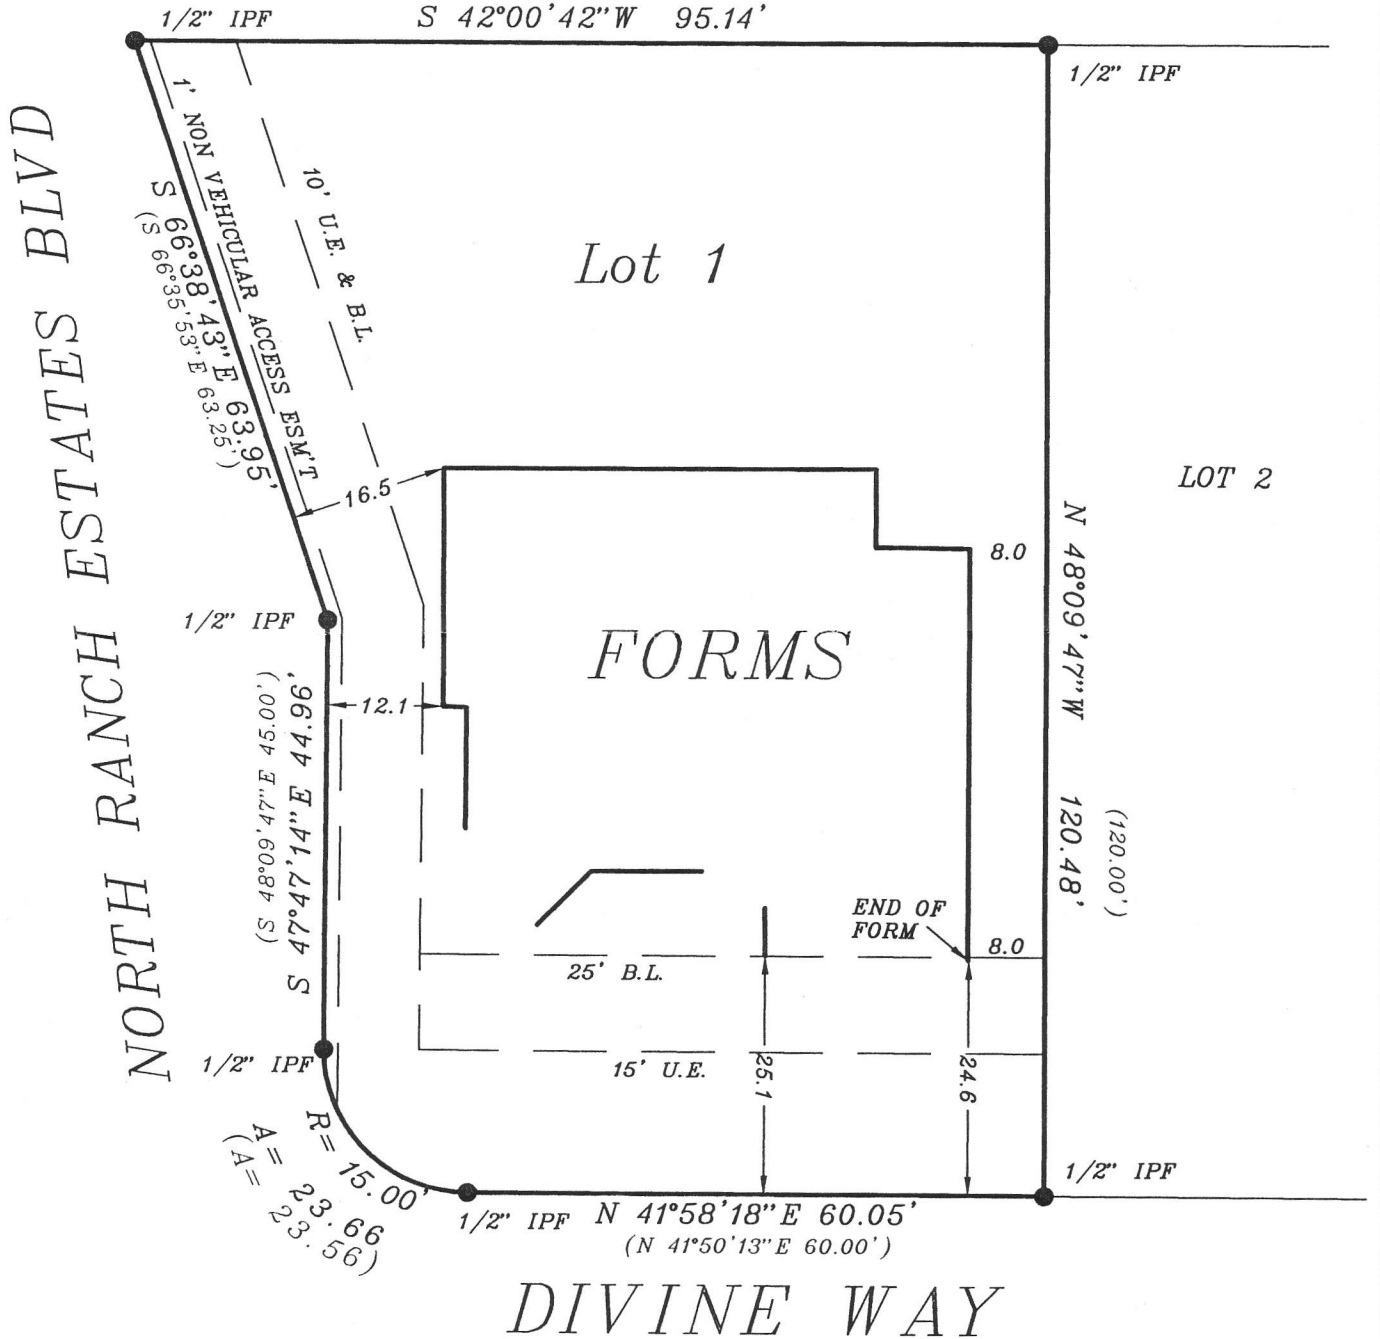 1/2" IPF
S 42°00'42"W 95.14'
1/2" IPF
1' NON VEHICULAR ACCESS ESM'T
10' U.E. & B.L.
S 66°38'43"E 63.95'
(S 66°35'53"E 63.25')
NORTH RANCH ESTATES BLVD
Lot 1
LOT 2
16.5
8.0
N 48°09'47"W 120.48'
(120.00')
1/2" IPF
FORMS
12.1
S 47°47'14"E 44.96'
(S 48°09'47"E 45.00')
END OF
FORM
8.0
25' B.L.
15' U.E.
25.1
24.6
1/2" IPF
R= 15.00'
A= 23.66
(A= 23.56)
1/2" IPF
1/2" IPF
N 41°58'18"E 60.05'
(N 41°50'13"E 60.00')
DIVINE WAY